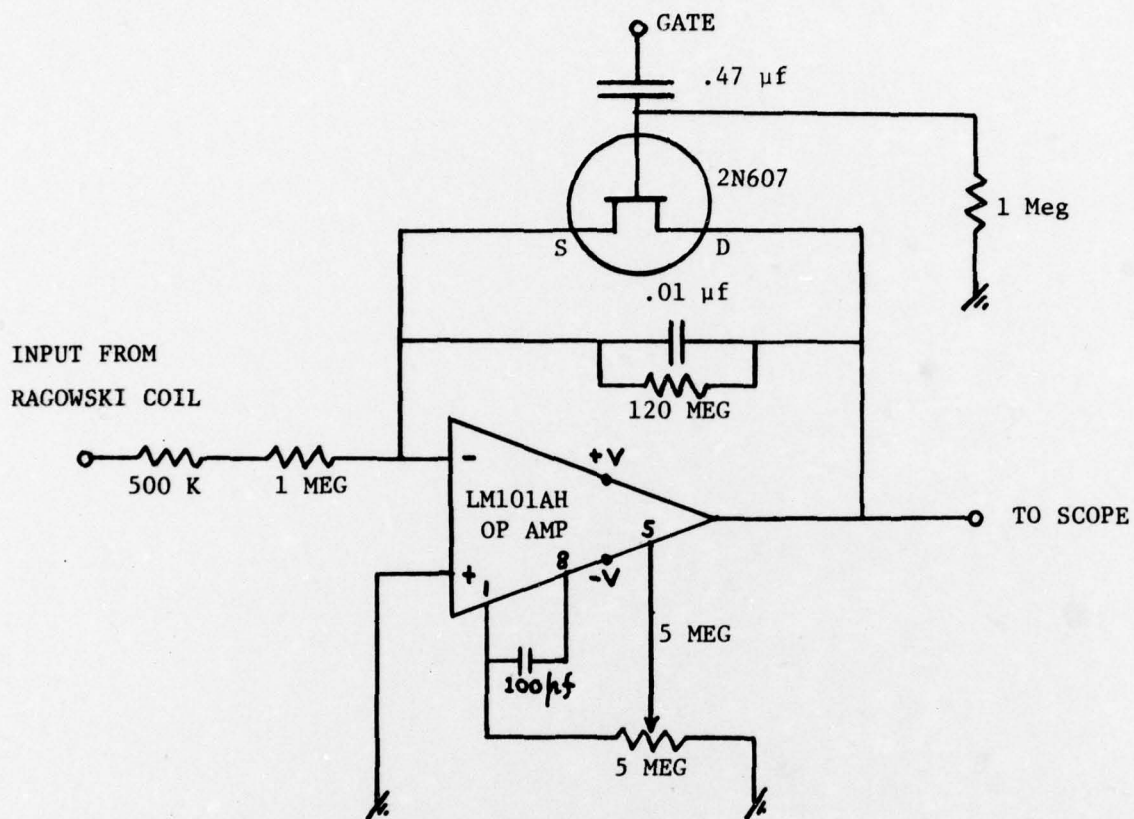 GATE
.47 µf
2N607
1 Meg
S
D
.01 µf
INPUT FROM
RAGOWSKI COIL
120 MEG
500 K
1 MEG
-
+V
LM101AH
OP AMP
5
TO SCOPE
+
8
-V
1
5 MEG
100pf
5 MEG